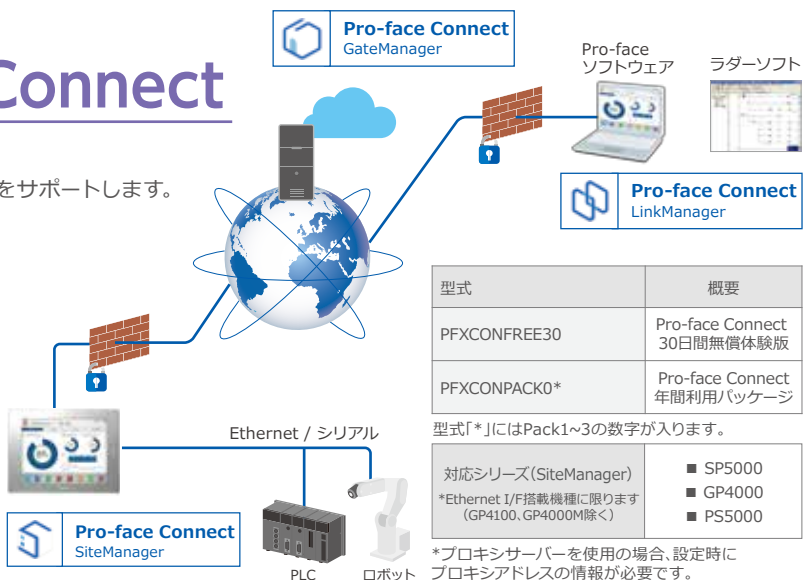 Pro-face Connect
GateManager
Connect
をサポートします。
Pro-face
ソフトウェア
ラダーソフト
Pro-face Connect
LinkManager
型式
概要
PFXCONFREE30
Pro-face Connect
30日間無償体験版
PFXCONPACK0*
Pro-face Connect
年間利用パッケージ
型式「*」にはPack1~3の数字が入ります。
対応シリーズ（SiteManager）
*Ethernet I/F搭載機種に限ります
（GP4100、GP4000M除く）
■ SP5000
■ GP4000
■ PS5000
*プロキシサーバーを使用の場合、設定時に
プロキシアドレスの情報が必要です。
Ethernet / シリアル
Pro-face Connect
SiteManager
PLC
ロボット